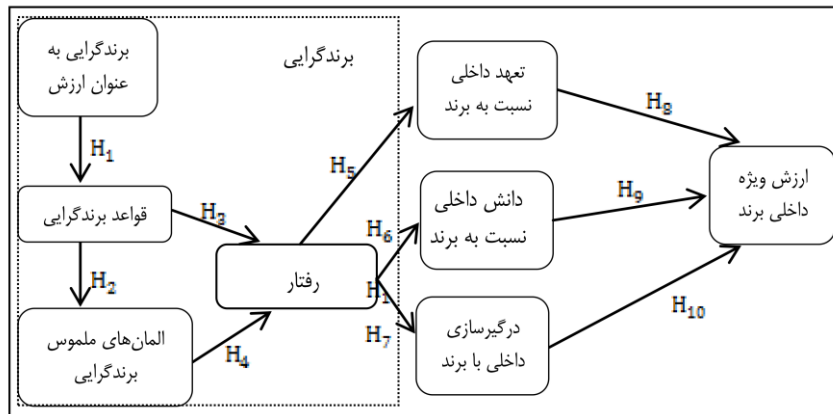 برندگرایی
برندگرایی به
عنوان ارزش
H₁
قواعد برندگرایی
H₂
المان‌های ملموس
برندگرایی
H₃
H₄
رفتار
H₅
H₆
H₁
H₇
تعهد داخلی
نسبت به برند
دانش داخلی
نسبت به برند
درگیرسازی
داخلی با برند
H₈
H₉
H₁₀
ارزش ویژه
داخلی برند